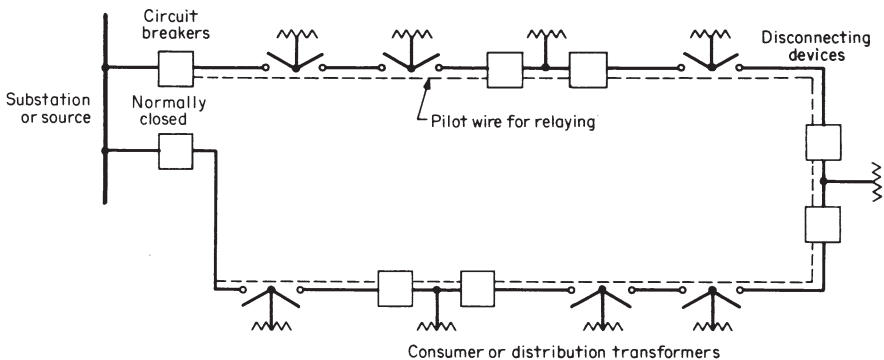 Circuit
breakers
Disconnecting
devices
Substation
or source
Normally
closed
Pilot wire for relaying
Consumer or distribution transformers